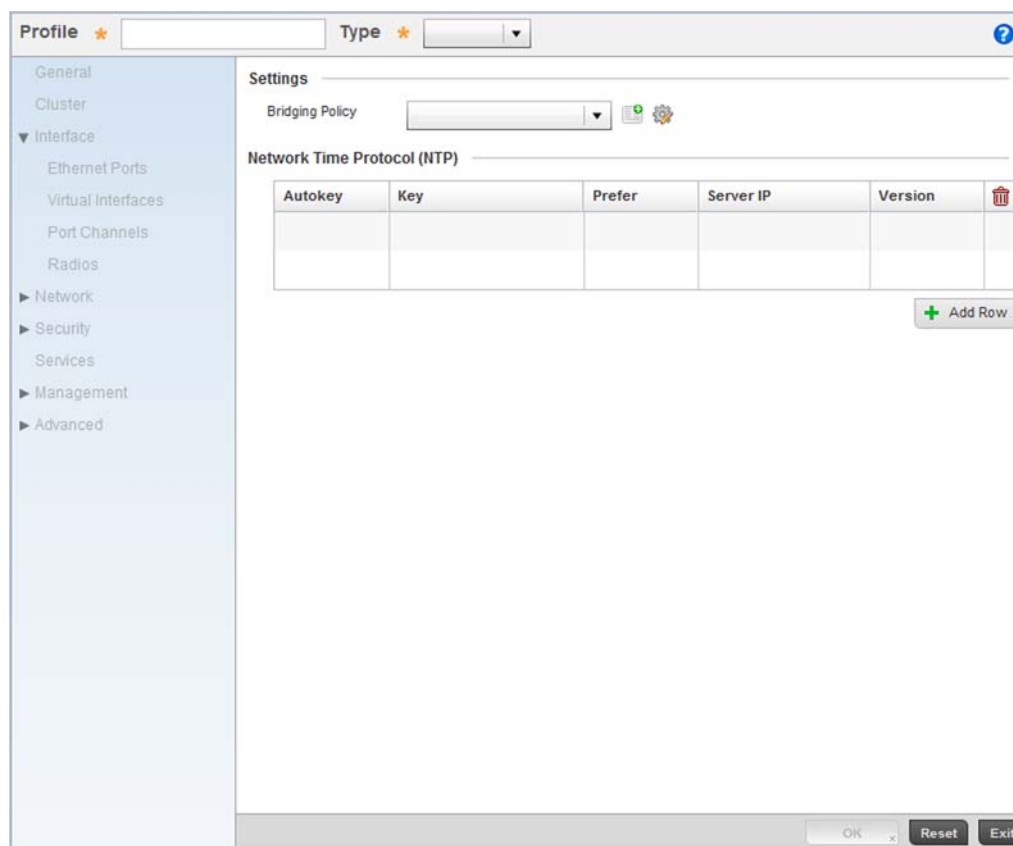 Profile * Type * ?
General
Cluster
Interface
Ethernet Ports
Virtual Interfaces
Port Channels
Radios
Network
Security
Services
Management
Advanced
Settings
Bridging Policy
Network Time Protocol (NTP)
Autokey Key Prefer Server IP Version
Add Row
OK Reset Exit